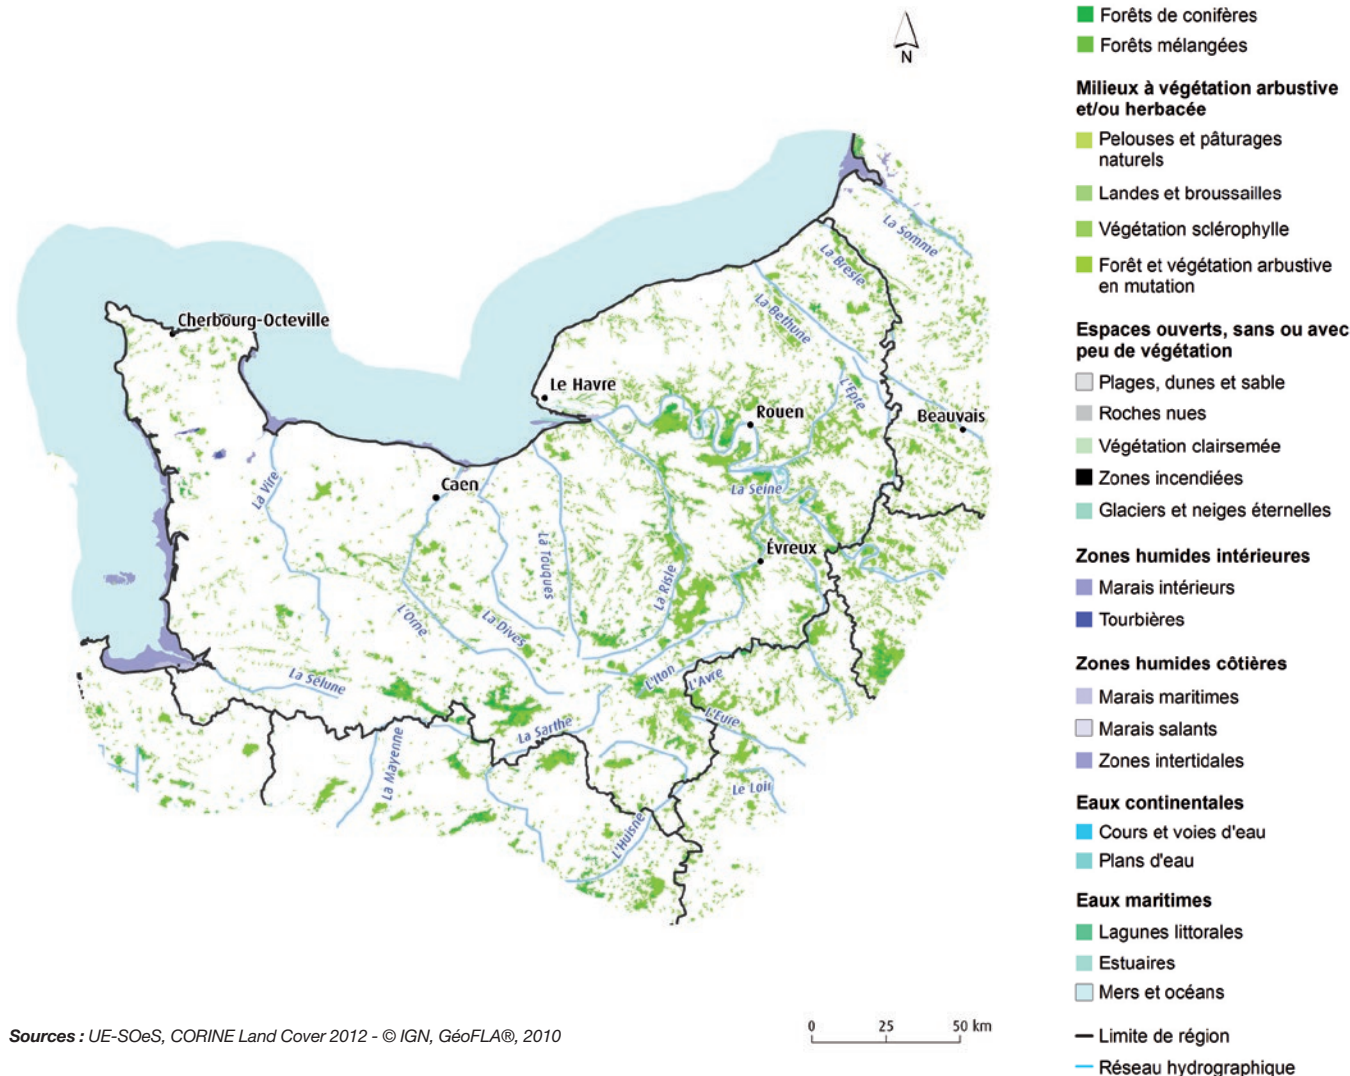 N
Cherbourg-Octeville
Le Havre
Rouen
Beauvais
Caen
Évreux
La Somme
La Bresle
La Bethune
L'Epte
La Seine
La Vire
La Touques
La Risle
L'Orne
La Dives
La Sélune
L'Iton
L'Avre
L'Eure
La Sarthe
La Mayenne
Le Loir
L'Huisne
Forêts de conifères
Forêts mélangées
Milieux à végétation arbustive
et/ou herbacée
Pelouses et pâturages
naturels
Landes et broussailles
Végétation sclérophylle
Forêt et végétation arbustive
en mutation
Espaces ouverts, sans ou avec
peu de végétation
Plages, dunes et sable
Roches nues
Végétation clairsemée
Zones incendiées
Glaciers et neiges éternelles
Zones humides intérieures
Marais intérieurs
Tourbières
Zones humides côtières
Marais maritimes
Marais salants
Zones intertidales
Eaux continentales
Cours et voies d'eau
Plans d'eau
Eaux maritimes
Lagunes littorales
Estuaires
Mers et océans
Limite de région
Réseau hydrographique
0 25 50 km
Sources : UE-SOeS, CORINE Land Cover 2012 - © IGN, GéoFLA®, 2010